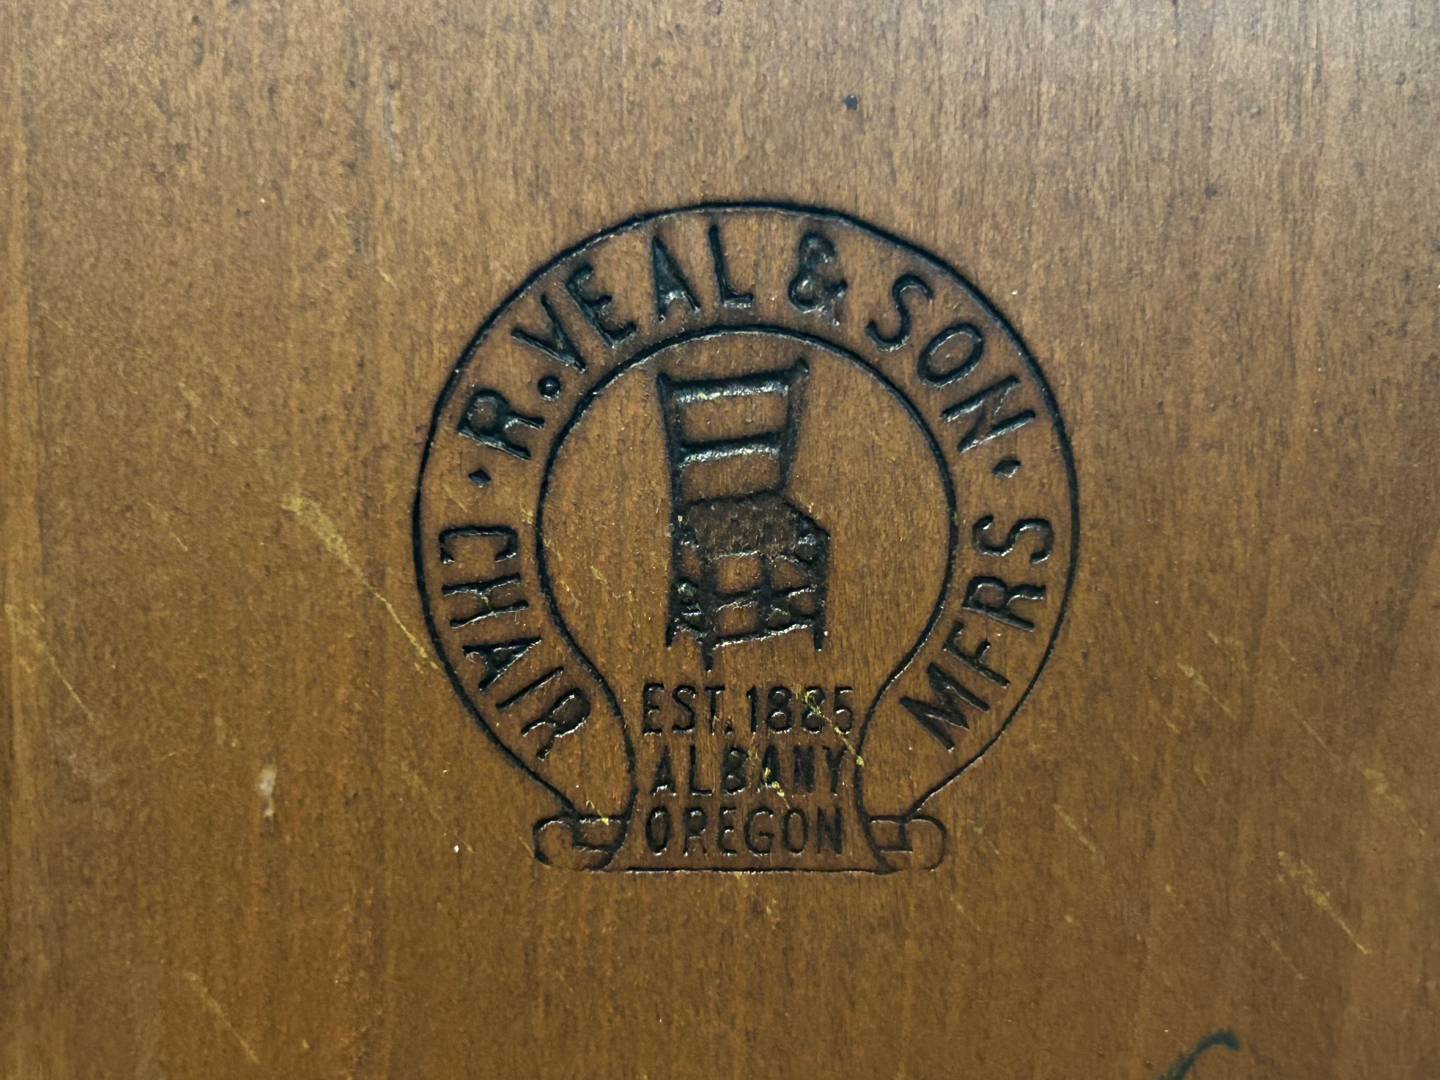 R. VEAL & SON
CHAIR
MFRS
EST. 1885
ALBANY
OREGON